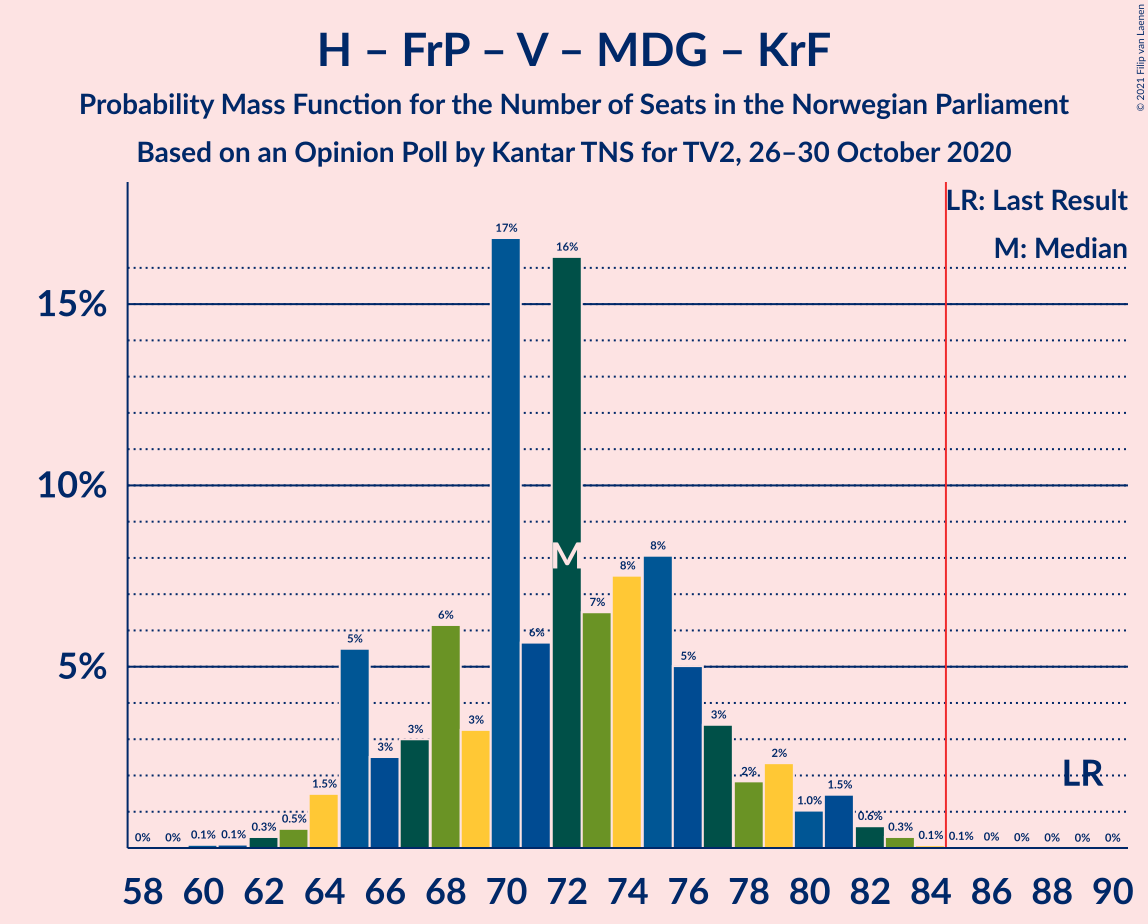 H – FrP – V – MDG – KrF
Probability Mass Function for the Number of Seats in the Norwegian Parliament
Based on an Opinion Poll by Kantar TNS for TV2, 26–30 October 2020
© 2021 Filip van Laenen
LR: Last Result
M: Median
15%
10%
5%
0% 0% 0.1% 0.1% 0.3% 0.5% 1.5% 5% 3% 3% 6% 3% 17% 6% 16% 7% 8% 8% 5% 3% 2% 2% 1.0% 1.5% 0.6% 0.3% 0.1% 0.1% 0% 0% 0% 0% 0%
M
LR
58 60 62 64 66 68 70 72 74 76 78 80 82 84 86 88 90